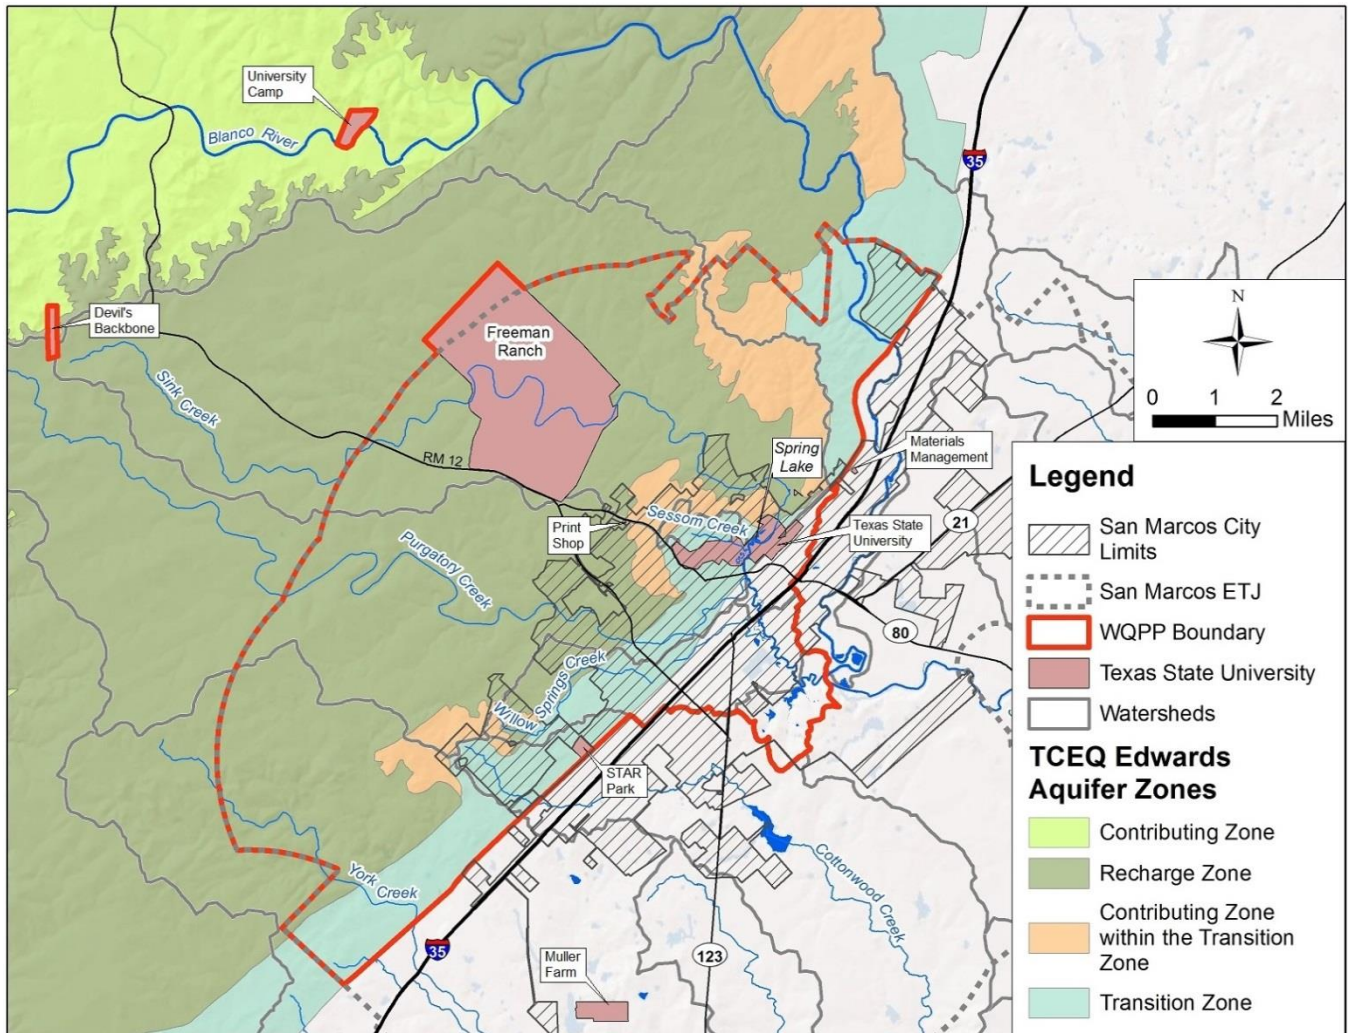 University
Camp
Blanco River
35
Devil's
Backbone
Freeman
Ranch
Sink Creek
RM 12
Spring
Lake
Materials
Management
Print
Shop
Sessom Creek
Texas State
University
21
Purgatory Creek
80
Willow Springs Creek
STAR
Park
York
Creek
Cottonwood Creek
35
123
Muller
Farm
N
0 1 2
Miles
Legend
San Marcos City
Limits
San Marcos ETJ
WQPP Boundary
Texas State University
Watersheds
TCEQ Edwards
Aquifer Zones
Contributing Zone
Recharge Zone
Contributing Zone
within the Transition
Zone
Transition Zone